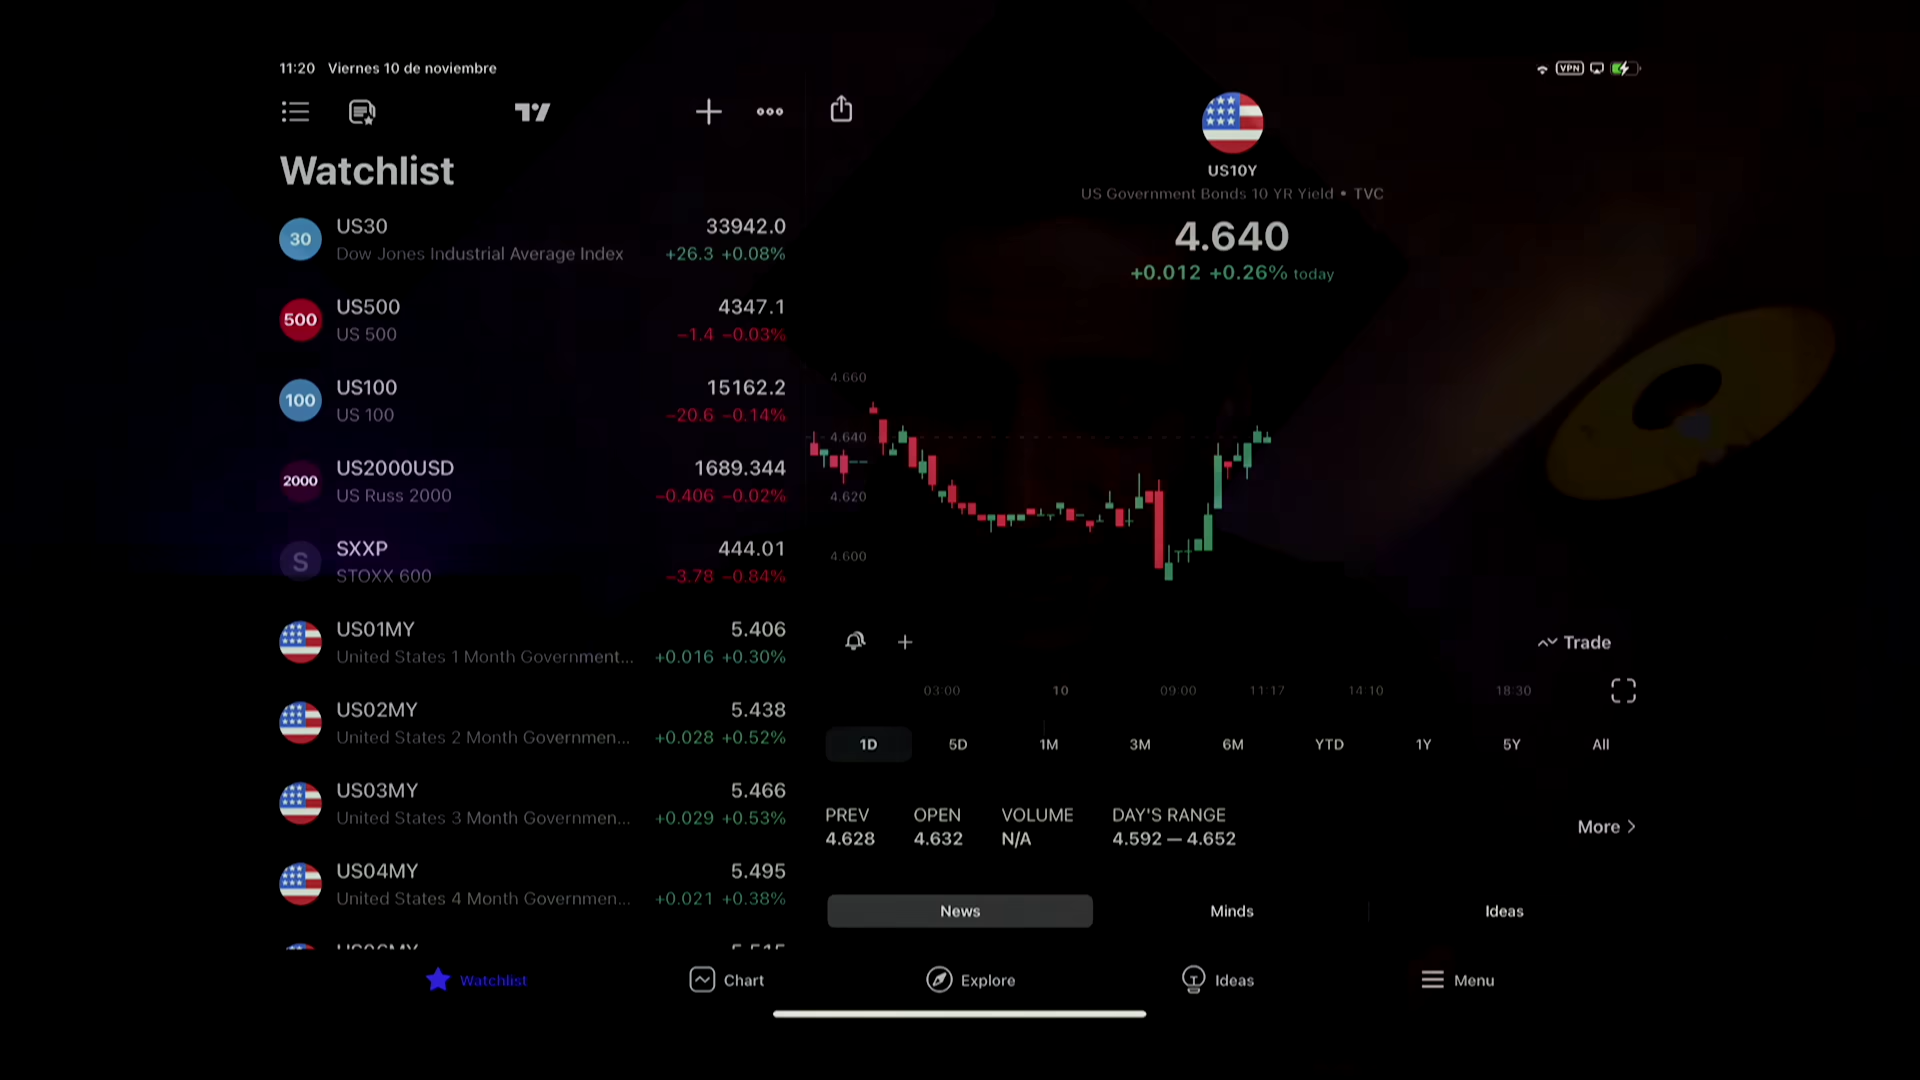 11:20 Viernes 10 de noviembre
VPN
Watchlist
30 US30 33942.0
Dow Jones Industrial Average Index +26.3 +0.08%
500 US500 4347.1
US 500 −1.4 −0.03%
100 US100 15162.2
US 100 −20.6 −0.14%
2000 US2000USD 1689.344
US Russ 2000 −0.406 −0.02%
S SXXP 444.01
STOXX 600 −3.78 −0.84%
US01MY 5.406
United States 1 Month Government... +0.016 +0.30%
US02MY 5.438
United States 2 Month Governmen... +0.028 +0.52%
US03MY 5.466
United States 3 Month Governmen... +0.029 +0.53%
US04MY 5.495
United States 4 Month Governmen... +0.021 +0.38%
US10Y
US Government Bonds 10 YR Yield • TVC
4.640
+0.012 +0.26% today
4.660
4.640
4.620
4.600
Trade
03:00 10 09:00 11:17 14:10 18:30
1D 5D 1M 3M 6M YTD 1Y 5Y All
PREV OPEN VOLUME DAY'S RANGE
4.628 4.632 N/A 4.592 — 4.652
More
News Minds Ideas
Watchlist Chart Explore Ideas Menu